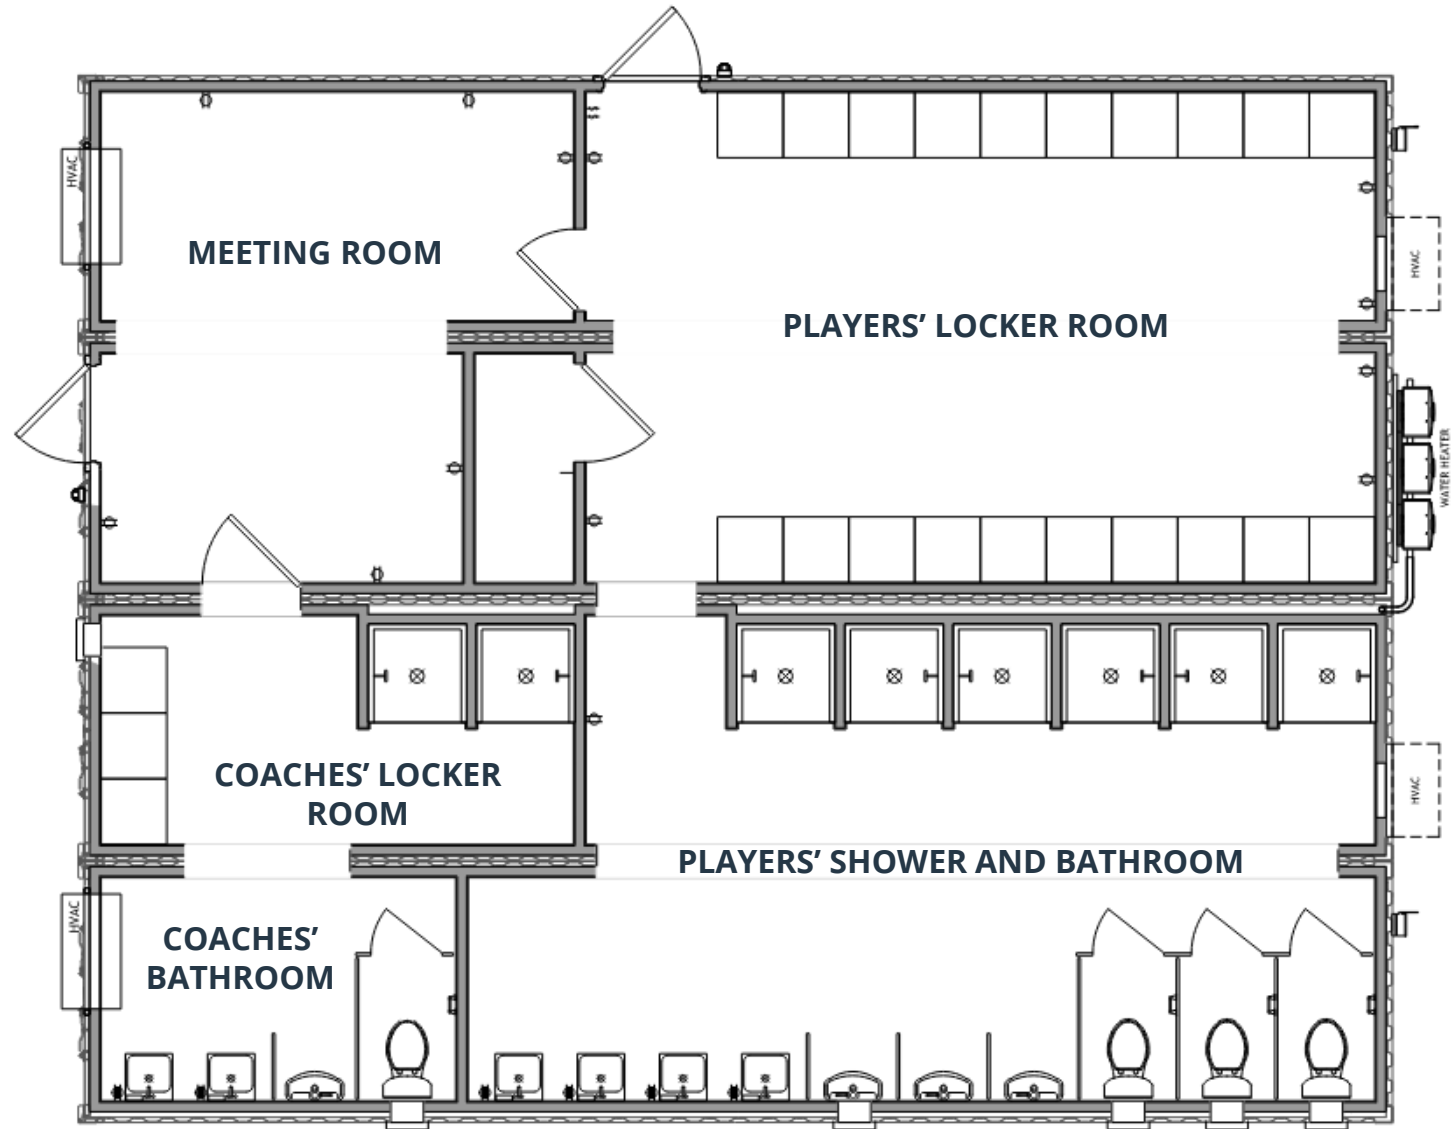 HVAC
MEETING ROOM
HVAC
PLAYERS’ LOCKER ROOM
WATER HEATER
COACHES’ LOCKER
ROOM
HVAC
PLAYERS’ SHOWER AND BATHROOM
HVAC
COACHES’
BATHROOM